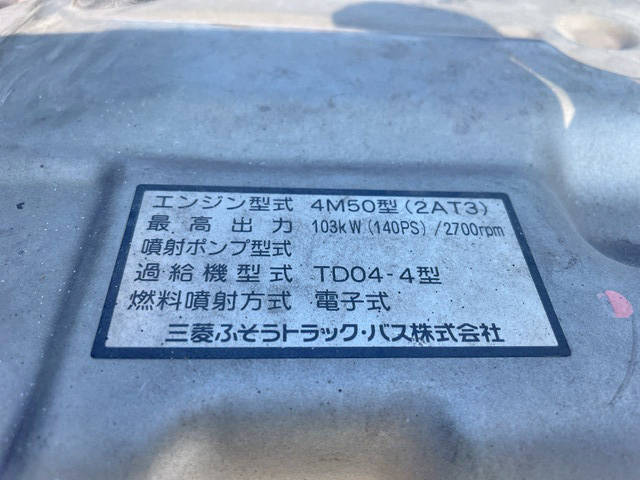 エンジン型式 4M50型(2AT3)
最高出力 103kW(140PS)/2700rpm
噴射ポンプ型式
過給機型式 TD04-4型
燃料噴射方式 電子式
三菱ふそうトラック・バス株式会社